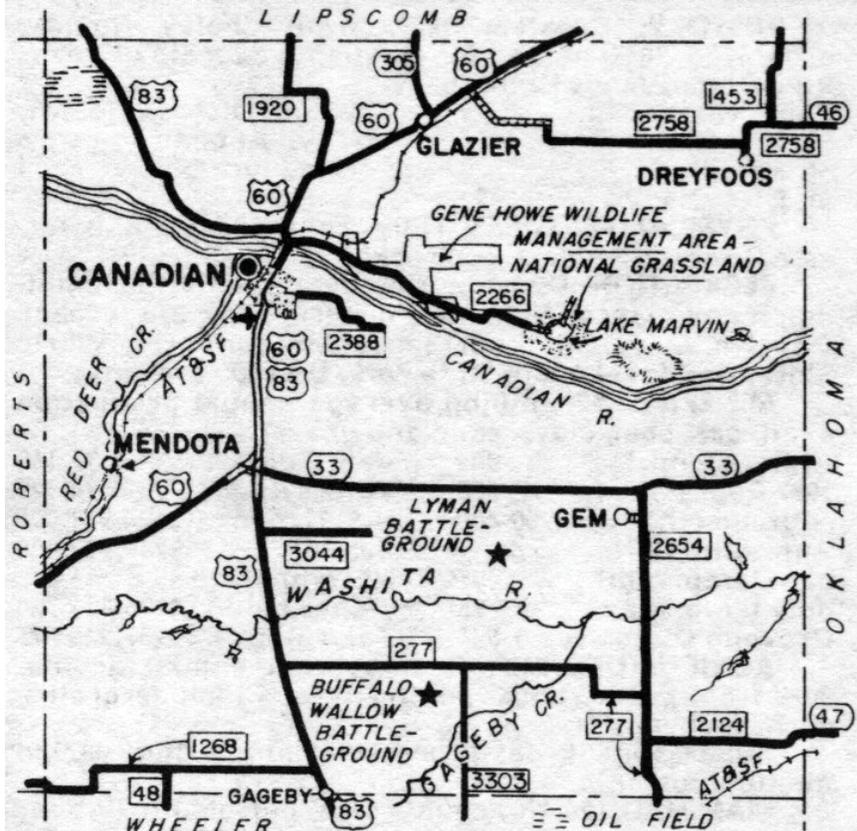 LIPSCOMB
83
1920
305
60
60
1453
46
2758
2758
GLAZIER
DREYFOOS
60
GENE HOWE WILDLIFE
MANAGEMENT AREA-
NATIONAL GRASSLAND
CANADIAN
2266
LAKE MARVIN
2388
60
83
AT&SF
RED DEER CR.
CANADIAN
R.
ROBERTS
OKLAHOMA
MENDOTA
60
33
33
LYMAN
BATTLE-
GROUND
GEM
3044
2654
83
WASHITA R.
277
BUFFALO
WALLOW
BATTLE-
GROUND
GAGEBY CR.
277
2124
47
1268
48
GAGEBY
83
3303
AT&SF
WHEELER
OIL FIELD